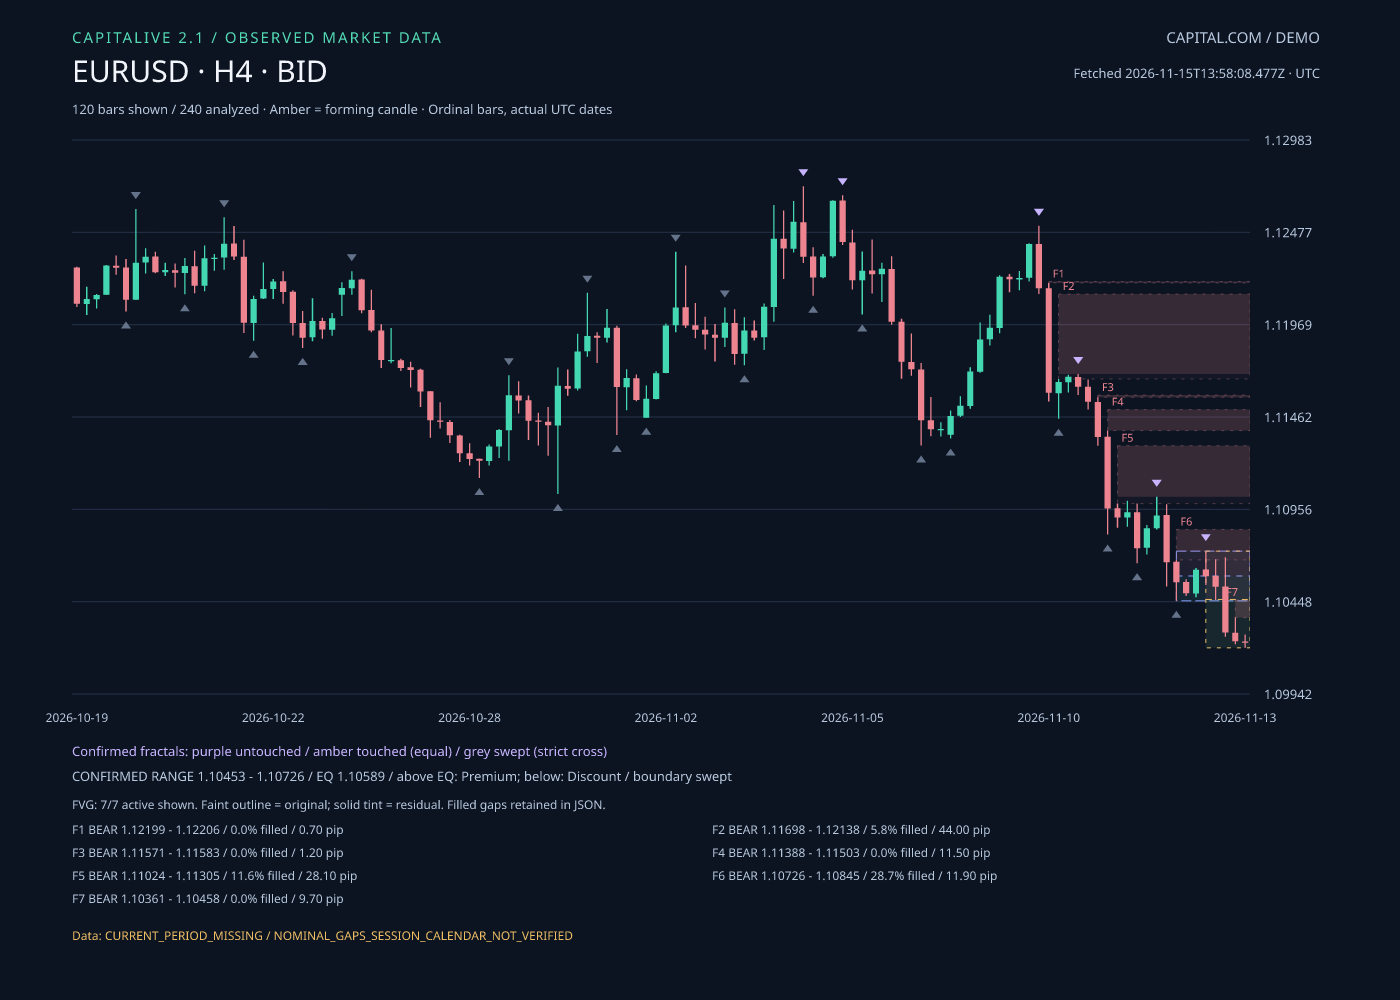 CAPITALIVE 2.1 / OBSERVED MARKET DATA
CAPITAL.COM / DEMO
EURUSD · H4 · BID
Fetched 2026-11-15T13:58:08.477Z · UTC
120 bars shown / 240 analyzed · Amber = forming candle · Ordinal bars, actual UTC dates
1.12983
1.12477
F1
F2
1.11969
F3
F4
1.11462
F5
1.10956
F6
F7
1.10448
1.09942
2026-10-19
2026-10-22
2026-10-28
2026-11-02
2026-11-05
2026-11-10
2026-11-13
Confirmed fractals: purple untouched / amber touched (equal) / grey swept (strict cross)
CONFIRMED RANGE 1.10453 - 1.10726 / EQ 1.10589 / above EQ: Premium; below: Discount / boundary swept
FVG: 7/7 active shown. Faint outline = original; solid tint = residual. Filled gaps retained in JSON.
F1 BEAR 1.12199 - 1.12206 / 0.0% filled / 0.70 pip
F2 BEAR 1.11698 - 1.12138 / 5.8% filled / 44.00 pip
F3 BEAR 1.11571 - 1.11583 / 0.0% filled / 1.20 pip
F4 BEAR 1.11388 - 1.11503 / 0.0% filled / 11.50 pip
F5 BEAR 1.11024 - 1.11305 / 11.6% filled / 28.10 pip
F6 BEAR 1.10726 - 1.10845 / 28.7% filled / 11.90 pip
F7 BEAR 1.10361 - 1.10458 / 0.0% filled / 9.70 pip
Data: CURRENT_PERIOD_MISSING / NOMINAL_GAPS_SESSION_CALENDAR_NOT_VERIFIED